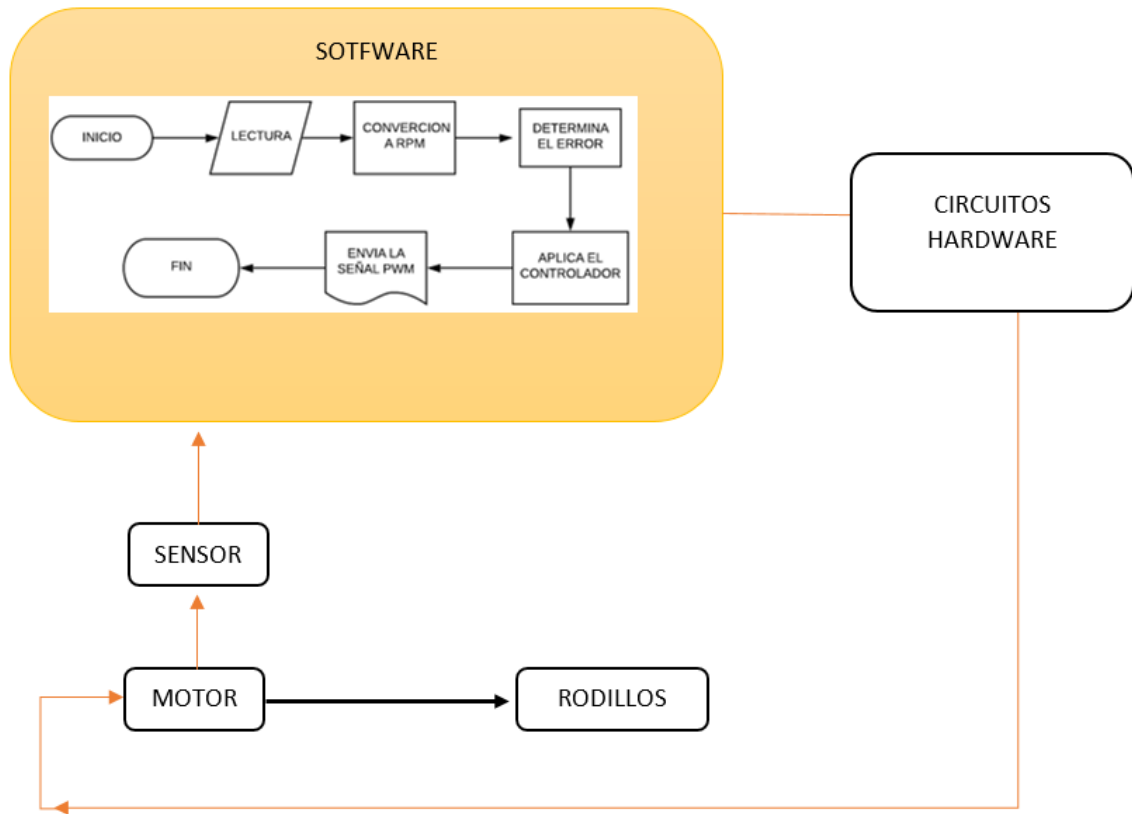 SOTFWARE
INICIO
LECTURA
CONVERCION
A RPM
DETERMINA
EL ERROR
FIN
ENVIA LA
SEÑAL PWM
APLICA EL
CONTROLADOR
CIRCUITOS
HARDWARE
SENSOR
MOTOR
RODILLOS